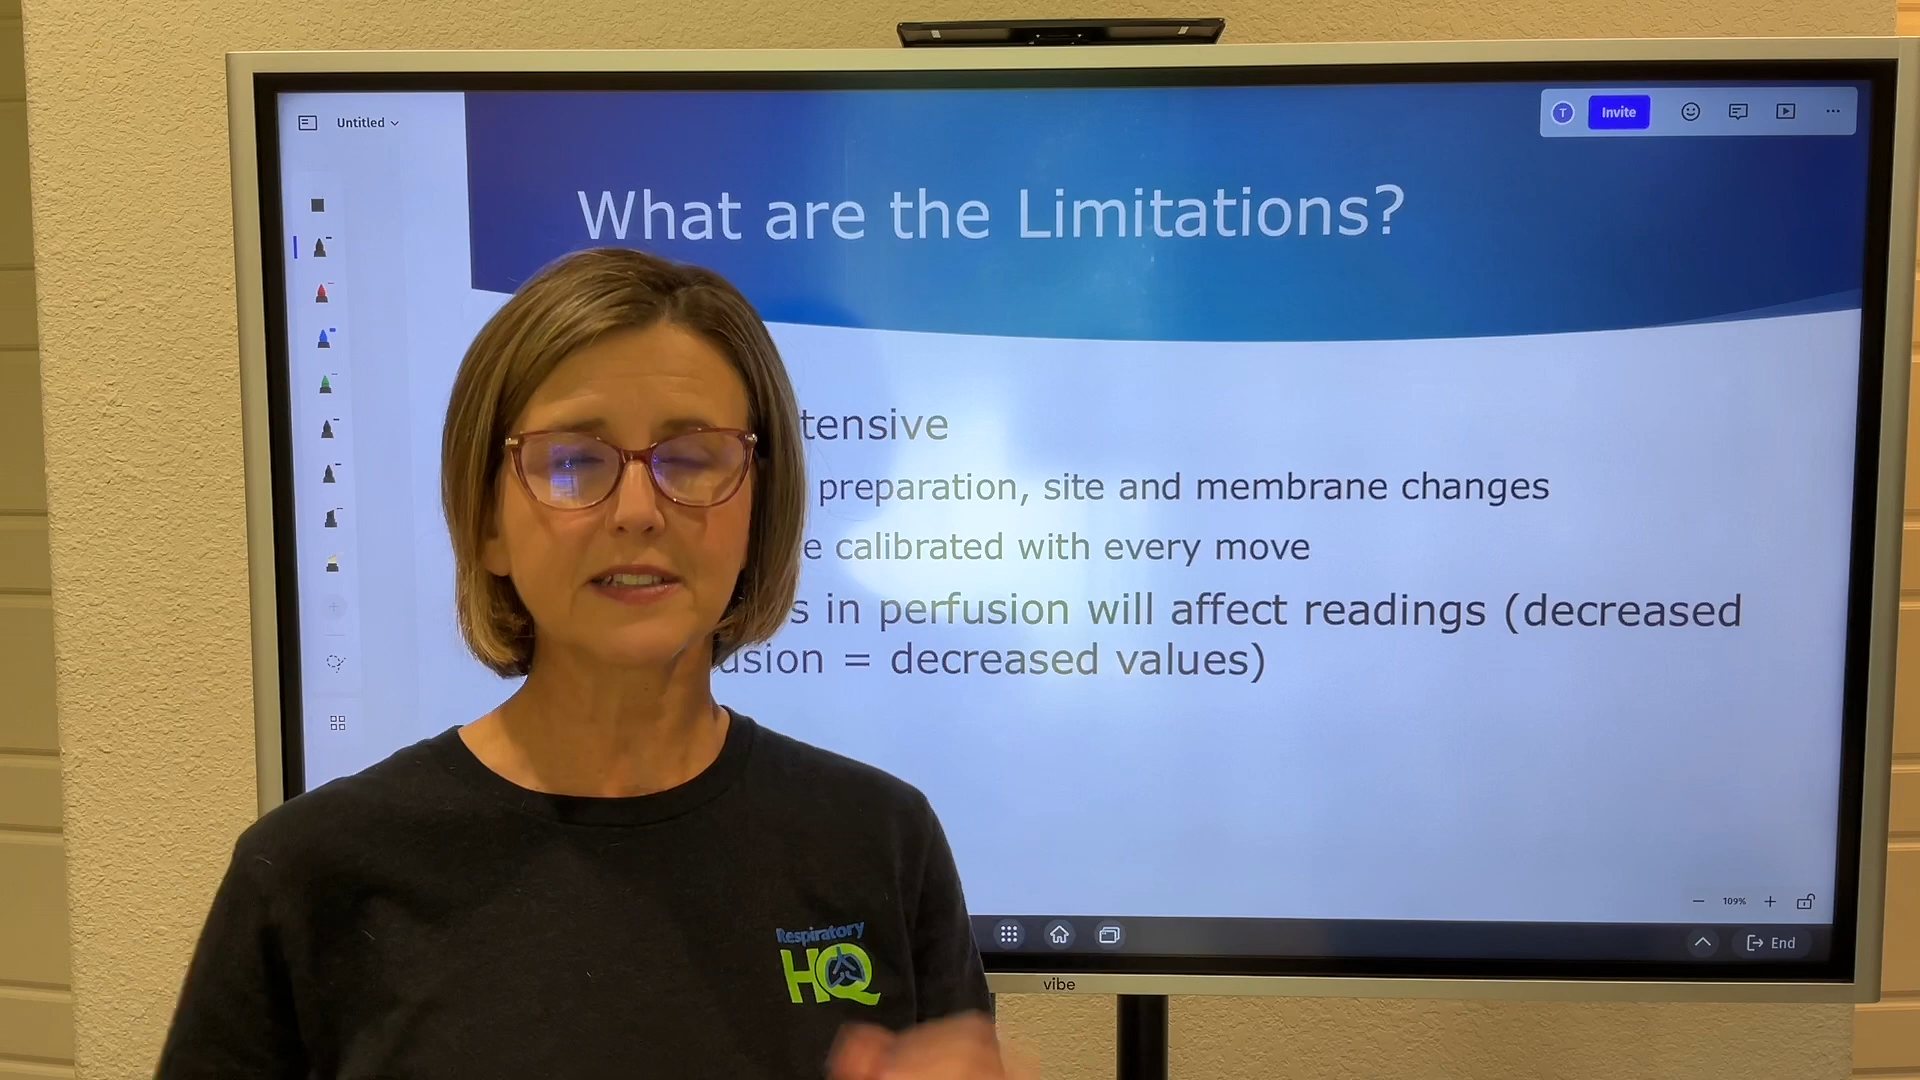 Untitled
T
Invite
What are the Limitations?
tensive
preparation, site and membrane changes
e calibrated with every move
s in perfusion will affect readings (decreased
usion = decreased values)
109%
End
vibe
Respiratory
HQ